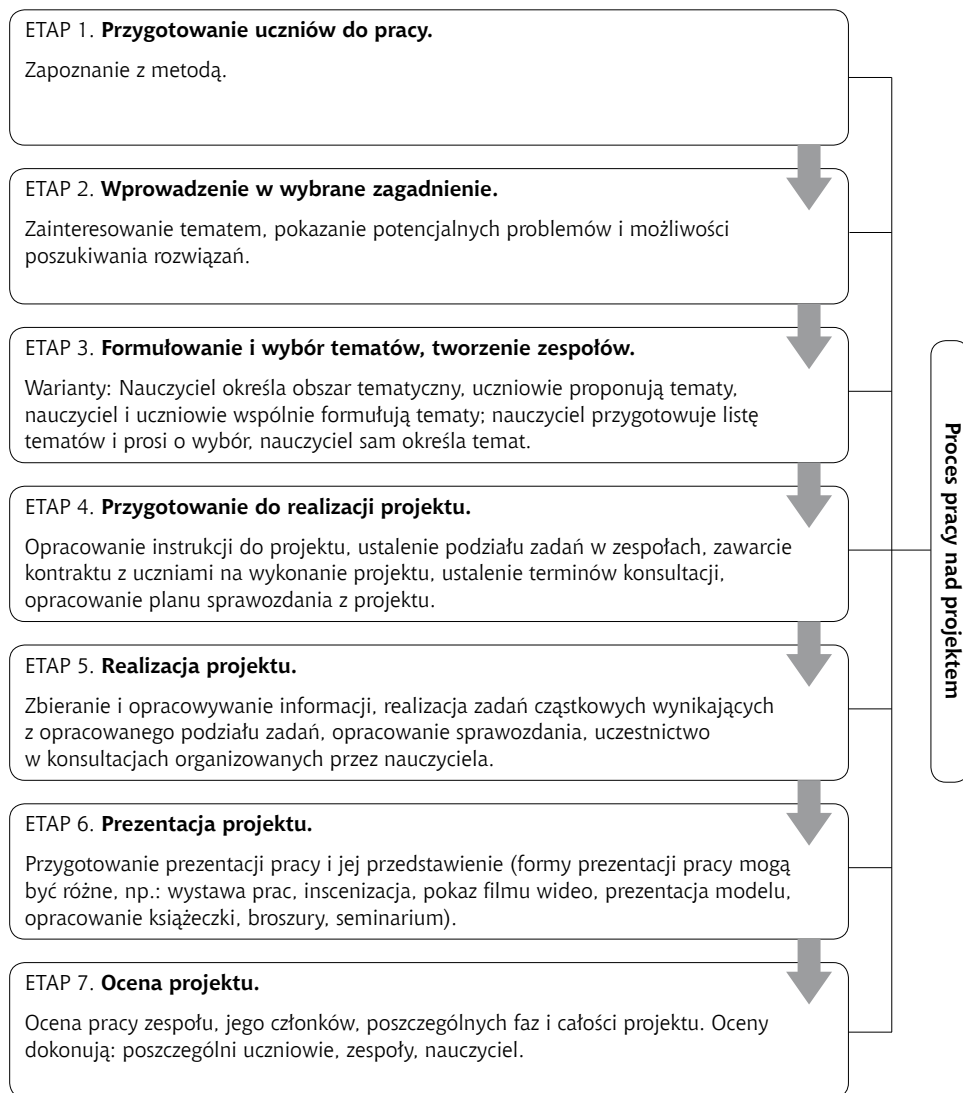 ETAP 1. Przygotowanie uczniów do pracy.
Zapoznanie z metodą.
ETAP 2. Wprowadzenie w wybrane zagadnienie.
Zainteresowanie tematem, pokazanie potencjalnych problemów i możliwości
poszukiwania rozwiązań.
ETAP 3. Formułowanie i wybór tematów, tworzenie zespołów.
Warianty: Nauczyciel określa obszar tematyczny, uczniowie proponują tematy,
nauczyciel i uczniowie wspólnie formułują tematy; nauczyciel przygotowuje listę
tematów i prosi o wybór, nauczyciel sam określa temat.
ETAP 4. Przygotowanie do realizacji projektu.
Opracowanie instrukcji do projektu, ustalenie podziału zadań w zespołach, zawarcie
kontraktu z uczniami na wykonanie projektu, ustalenie terminów konsultacji,
opracowanie planu sprawozdania z projektu.
ETAP 5. Realizacja projektu.
Zbieranie i opracowywanie informacji, realizacja zadań cząstkowych wynikających
z opracowanego podziału zadań, opracowanie sprawozdania, uczestnictwo
w konsultacjach organizowanych przez nauczyciela.
ETAP 6. Prezentacja projektu.
Przygotowanie prezentacji pracy i jej przedstawienie (formy prezentacji pracy mogą
być różne, np.: wystawa prac, inscenizacja, pokaz filmu wideo, prezentacja modelu,
opracowanie książeczki, broszury, seminarium).
ETAP 7. Ocena projektu.
Ocena pracy zespołu, jego członków, poszczególnych faz i całości projektu. Oceny
dokonują: poszczególni uczniowie, zespoły, nauczyciel.
Proces pracy nad projektem